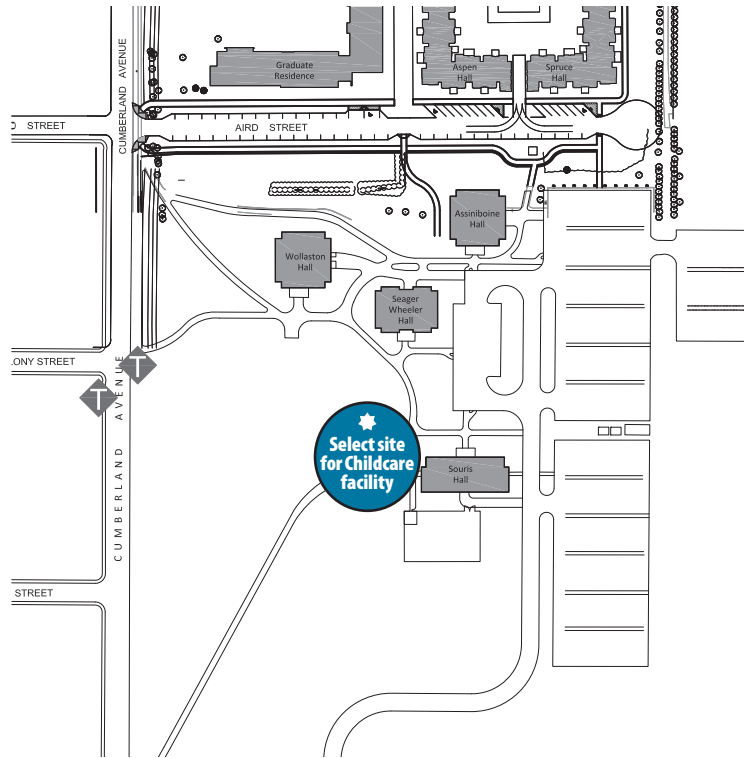 CUMBERLAND AVENUE
Graduate
Residence
Aspen
Hall
Spruce
Hall
STREET
AIRD STREET
Assiniboine
Hall
Wollaston
Hall
Seager
Wheeler
Hall
LONY STREET
T
T
CUMBERLAND AVENUE
Select site
for Childcare
facility
Souris
Hall
STREET